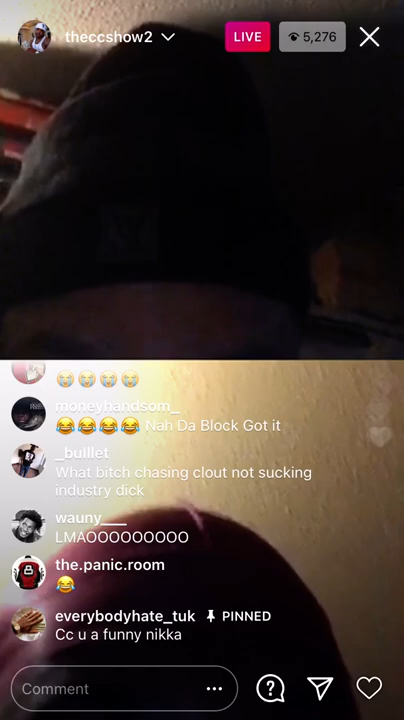 theccshow2
LIVE
5,276
😭😭😭😭
moneyhandsom_
😂😂😂😂 Nah Da Block Got it
_bulllet
What bitch chasing clout not sucking
industry dick
wauny___
LMAOOOOOOOOO
the.panic.room
😂
everybodyhate_tuk PINNED
Cc u a funny nikka
Comment